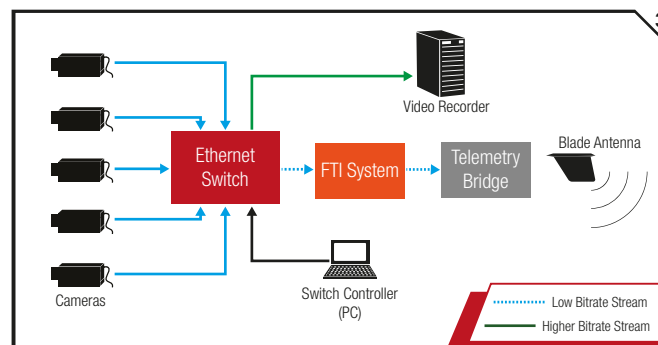 3
Video Recorder
Blade Antenna
Ethernet
Switch
FTI System
Telemetry
Bridge
Cameras
Switch Controller
(PC)
Low Bitrate Stream
Higher Bitrate Stream